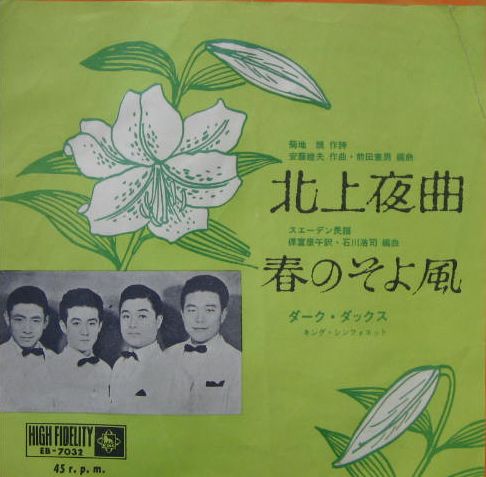 菊地 規 作詩
安藤睦夫 作曲・前田憲男 編曲
北上夜曲
スエーデン民謡
保富康午訳・石川浩司 編曲
春のそよ風
ダーク・ダックス
キング・シンフォネット
HIGH FIDELITY
EB-7032
45 r.p.m.